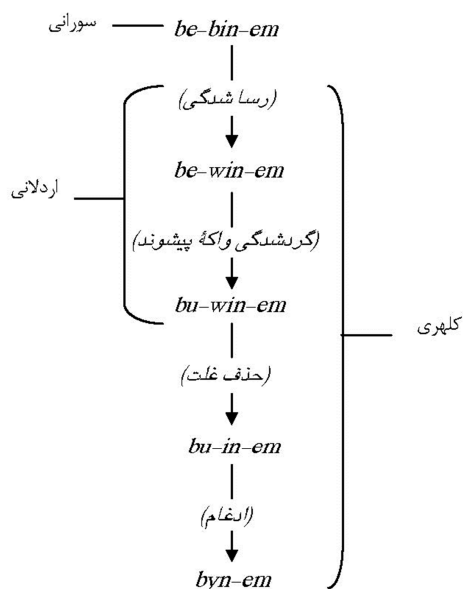 سورانی
be-bin-em
(رسا شدگی)
be-win-em
اردلانی
(گردشدگی واکهٔ پیشوند)
bu-win-em
کلهری
(حذف غلت)
bu-in-em
(ادغام)
byn-em